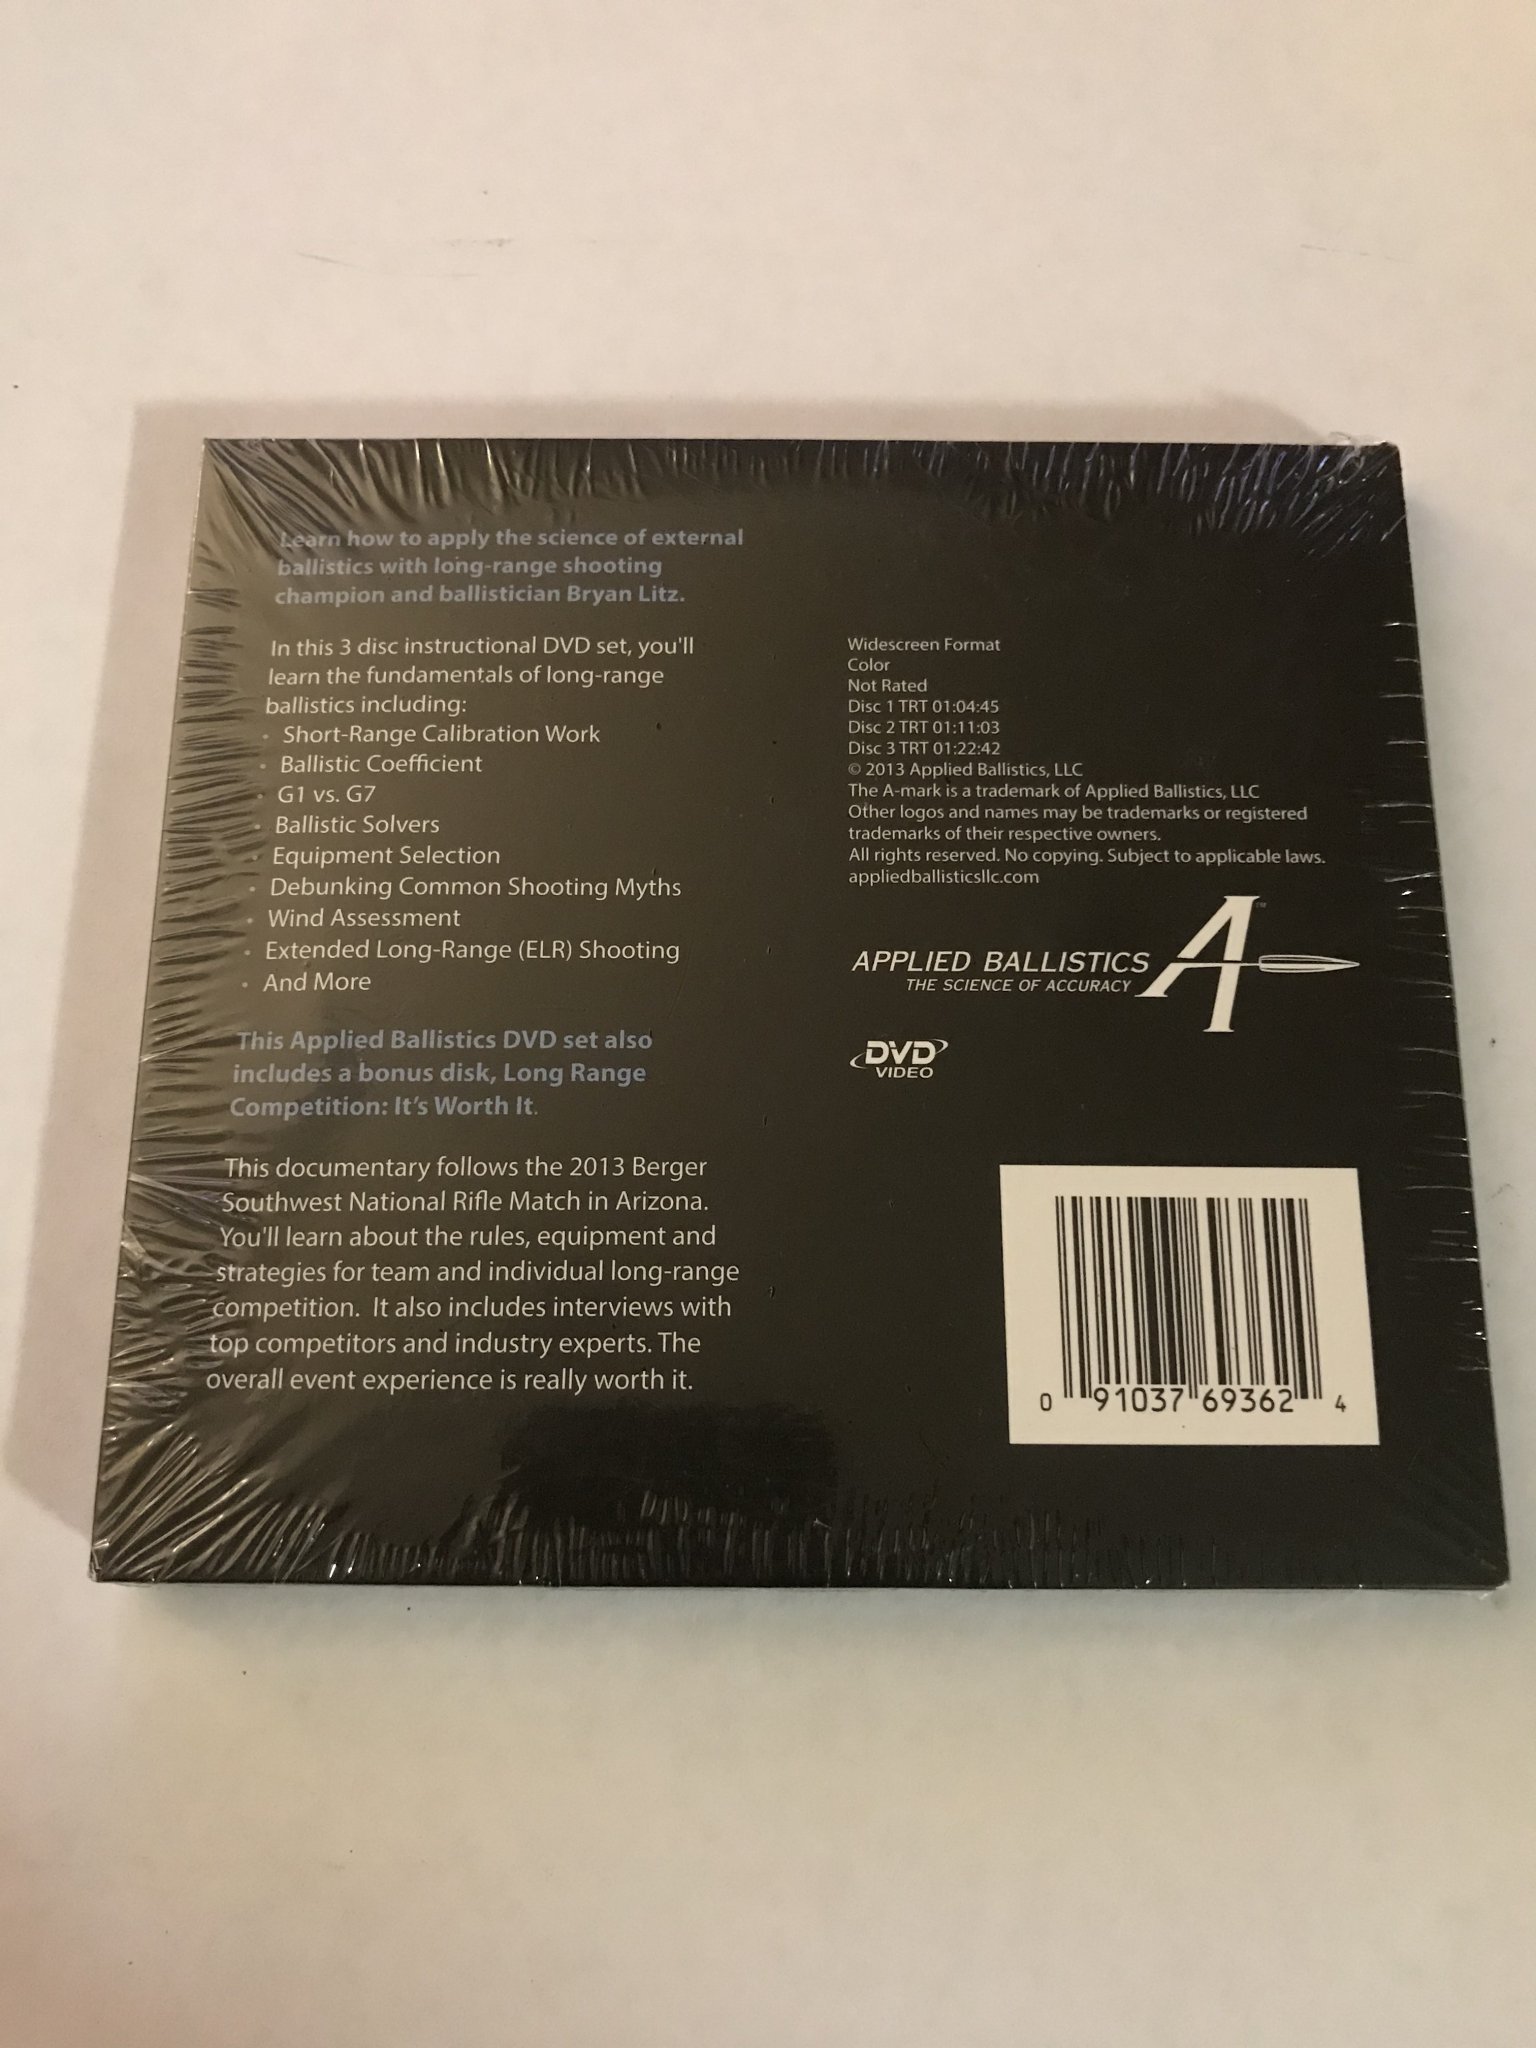 Learn how to apply the science of external
ballistics with long-range shooting
champion and ballistician Bryan Litz.
In this 3 disc instructional DVD set, you'll
learn the fundamentals of long-range
ballistics including:
• Short-Range Calibration Work
• Ballistic Coefficient
• G1 vs. G7
• Ballistic Solvers
• Equipment Selection
• Debunking Common Shooting Myths
• Wind Assessment
• Extended Long-Range (ELR) Shooting
• And More
This Applied Ballistics DVD set also
includes a bonus disk, Long Range
Competition: It's Worth It.
This documentary follows the 2013 Berger
Southwest National Rifle Match in Arizona.
You'll learn about the rules, equipment and
strategies for team and individual long-range
competition. It also includes interviews with
top competitors and industry experts. The
overall event experience is really worth it.
Widescreen Format
Color
Not Rated
Disc 1 TRT 01:04:45
Disc 2 TRT 01:11:03
Disc 3 TRT 01:22:42
© 2013 Applied Ballistics, LLC
The A-mark is a trademark of Applied Ballistics, LLC
Other logos and names may be trademarks or registered
trademarks of their respective owners.
All rights reserved. No copying. Subject to applicable laws.
appliedballisticsllc.com
APPLIED BALLISTICS A™
THE SCIENCE OF ACCURACY
DVD
VIDEO
0 91037 69362 4